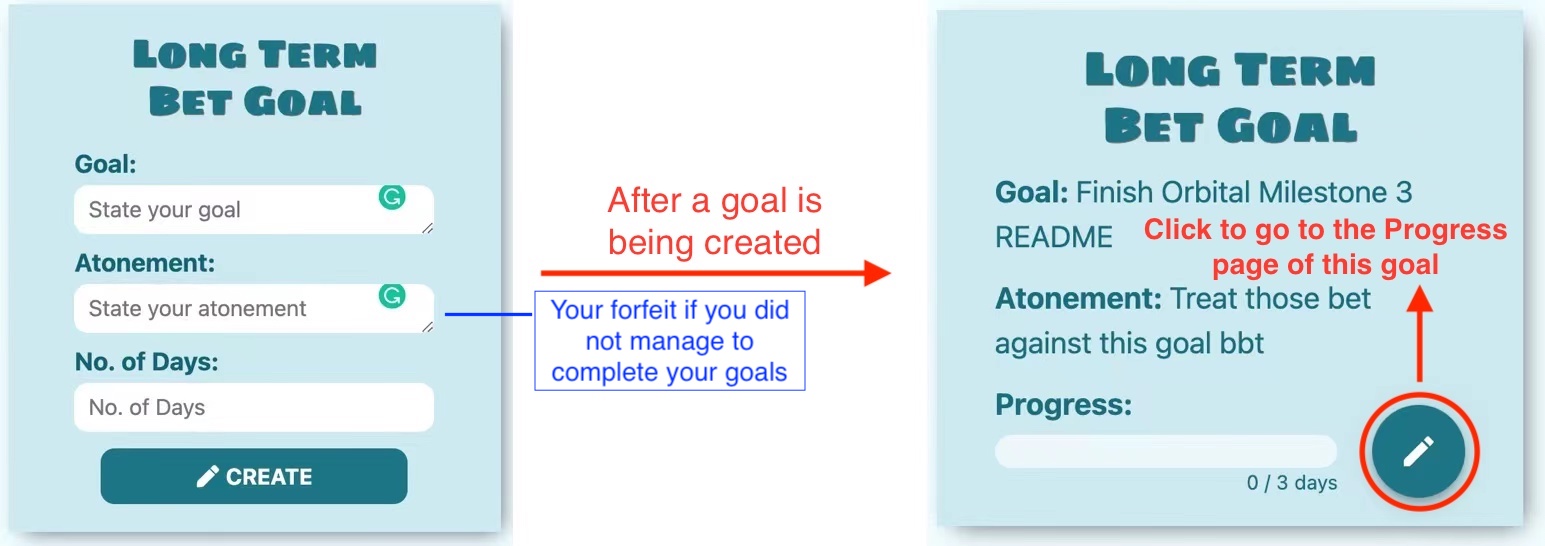 Long Term
Bet Goal
Goal:
State your goal
Atonement:
State your atonement
No. of Days:
No. of Days
CREATE
After a goal is
being created
Your forfeit if you did
not manage to
complete your goals
Long Term
Bet Goal
Goal: Finish Orbital Milestone 3
README
Click to go to the Progress
page of this goal
Atonement: Treat those bet
against this goal bbt
Progress:
0 / 3 days